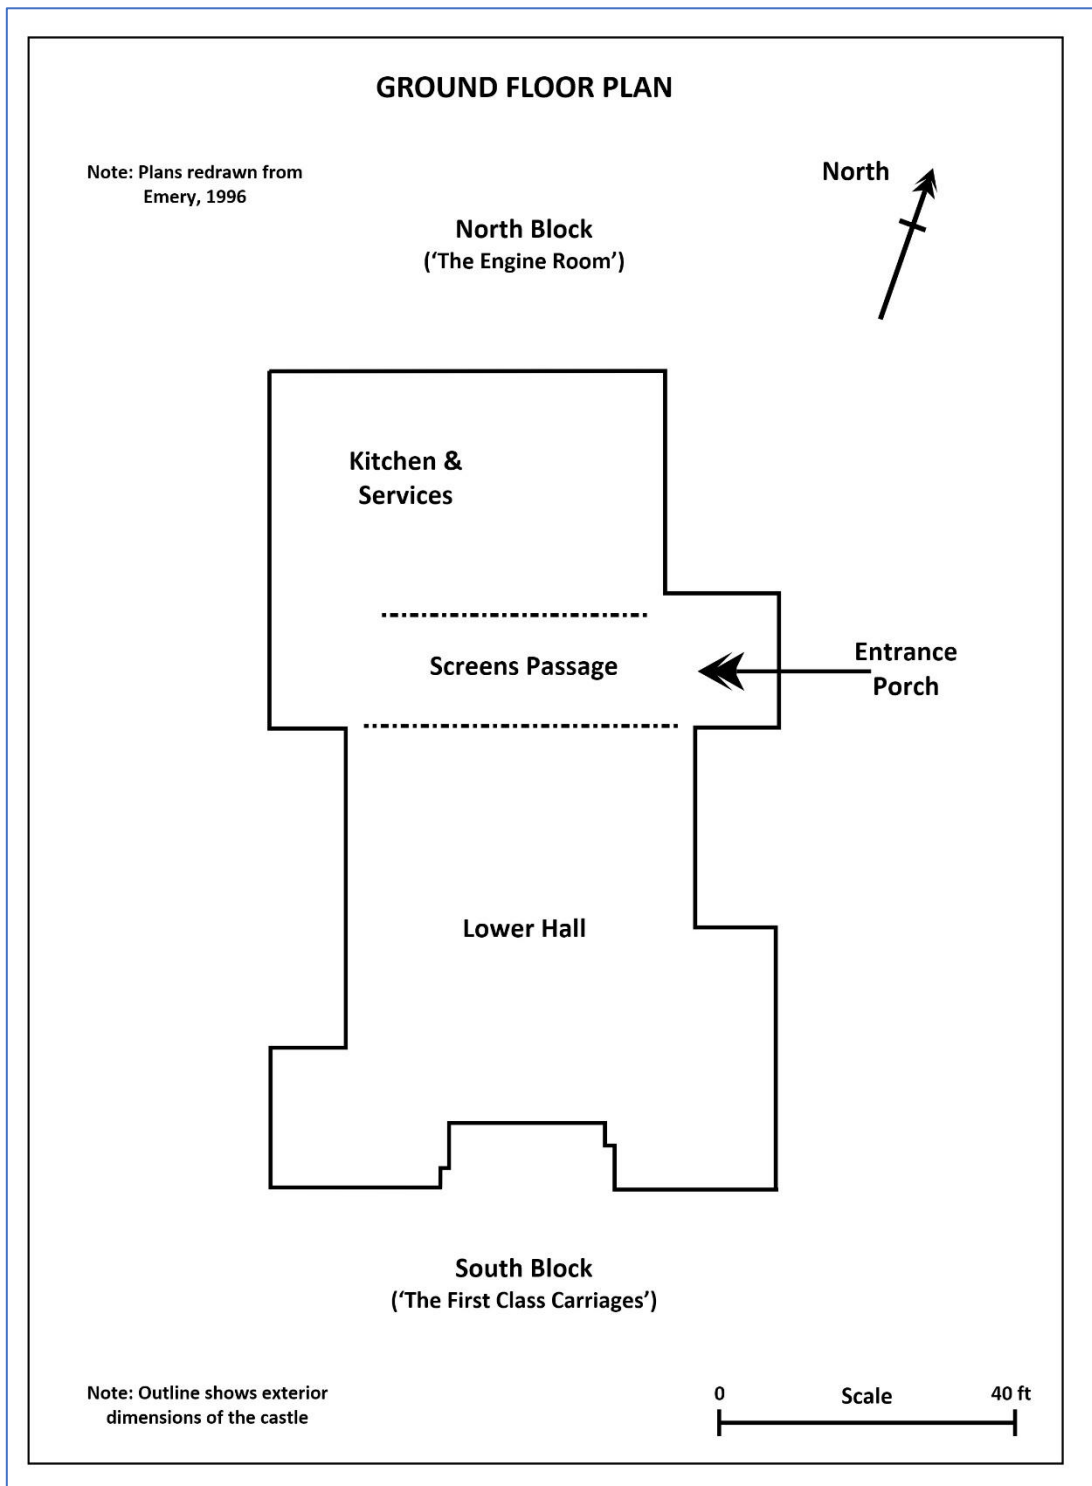 GROUND FLOOR PLAN
Note: Plans redrawn from
Emery, 1996
North
North Block
(‘The Engine Room’)
Kitchen &
Services
Screens Passage
Entrance
Porch
Lower Hall
South Block
(‘The First Class Carriages’)
Note: Outline shows exterior
dimensions of the castle
0 Scale 40 ft